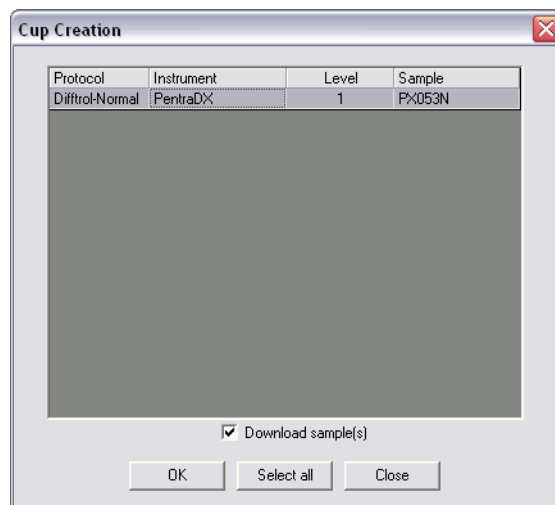 Cup Creation
Protocol Instrument Level Sample
Difftrol-Normal PentraDX 1 PX053N
Download sample(s)
OK Select all Close